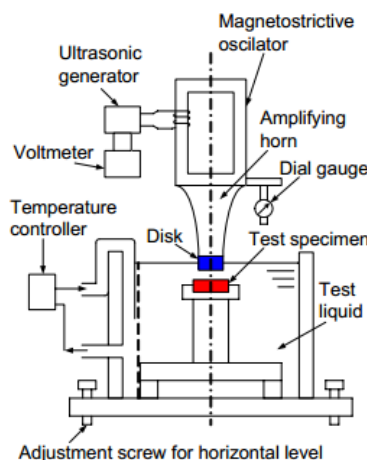 Magnetostrictive
oscilator
Ultrasonic
generator
Amplifying
horn
Voltmeter
Dial gauge
Temperature
controller
Disk
Test specimen
Test
liquid
Adjustment screw for horizontal level